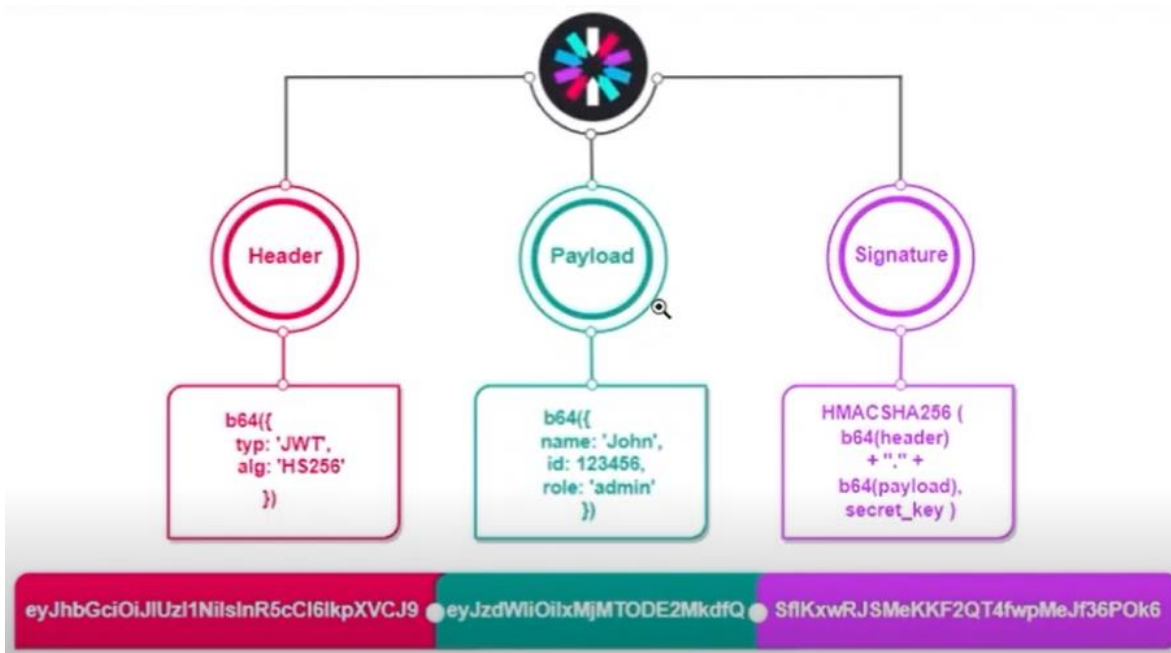 Header
Payload
Signature
b64({
typ: 'JWT',
alg: 'HS256'
})
b64({
name: 'John',
id: 123456,
role: 'admin'
})
HMACSHA256 (
b64(header)
+ "." +
b64(payload),
secret_key )
eyJhbGciOiJIUzI1NiIsInR5cCI6IkpXVCJ9
eyJzdWIiOiIxMjMTODE2MkdfQ
SflKxwRJSMeKKF2QT4fwpMeJf36POk6